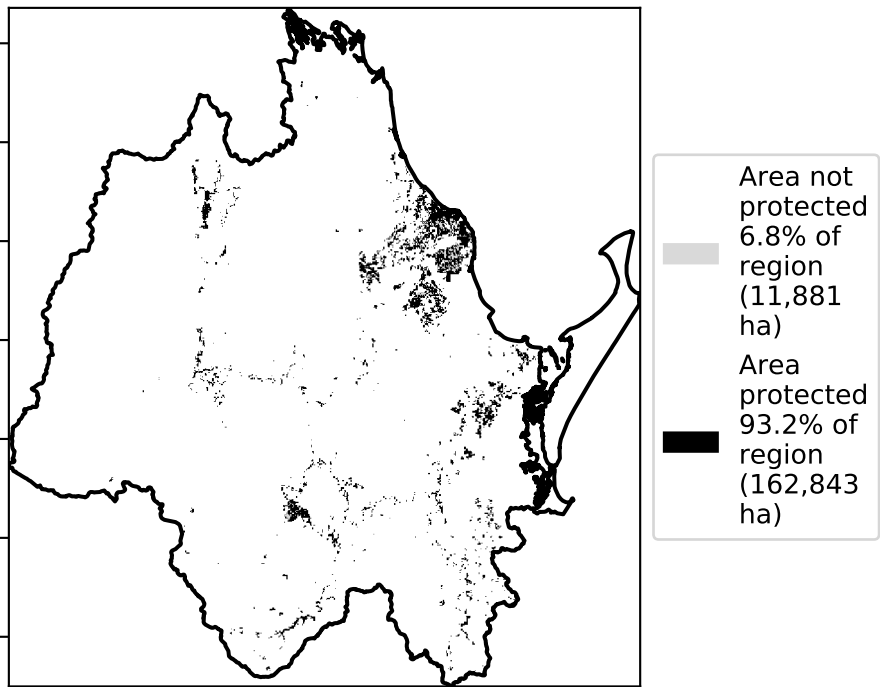 Area not
protected
6.8% of
region
(11,881
ha)
Area
protected
93.2% of
region
(162,843
ha)